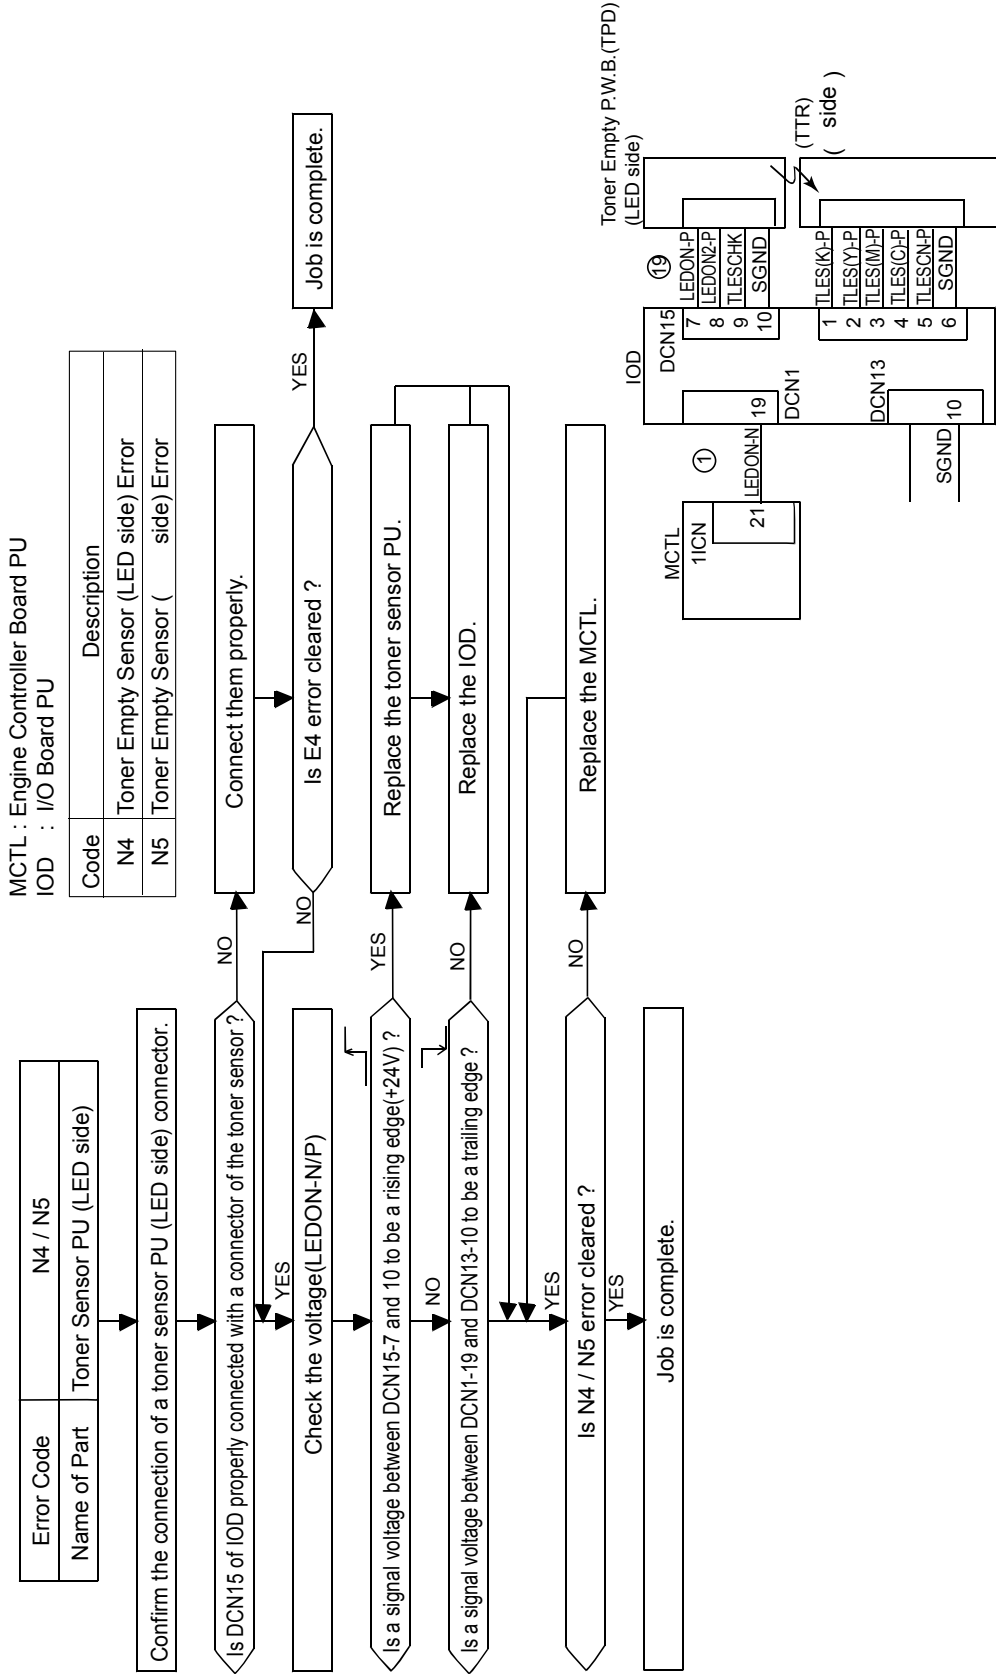 MCTL : Engine Controller Board PU
IOD : I/O Board PU
Error Code N4 / N5
Name of Part Toner Sensor PU (LED side)
Code Description
N4 Toner Empty Sensor (LED side) Error
N5 Toner Empty Sensor ( side) Error
Confirm the connection of a toner sensor PU (LED side) connector.
Is DCN15 of IOD properly connected with a connector of the toner sensor ?
NO
Connect them properly.
YES
Is E4 error cleared ?
NO
YES
Job is complete.
Check the voltage(LEDON-N/P)
Is a signal voltage between DCN15-7 and 10 to be a rising edge(+24V) ?
YES
Replace the toner sensor PU.
NO
Is a signal voltage between DCN1-19 and DCN13-10 to be a trailing edge ?
NO
Replace the IOD.
YES
Is N4 / N5 error cleared ?
NO
Replace the MCTL.
YES
Job is complete.
MCTL
1ICN
21
1
LEDON-N
IOD
19
DCN1
DCN13
SGND
10
DCN15
19
7 LEDON-P
8 LEDON2-P
9 TLESCHK
10 SGND
1 TLES(K)-P
2 TLES(Y)-P
3 TLES(M)-P
4 TLES(C)-P
5 TLESCN-P
6 SGND
Toner Empty P.W.B.(TPD)
(LED side)
(TTR)
( side )